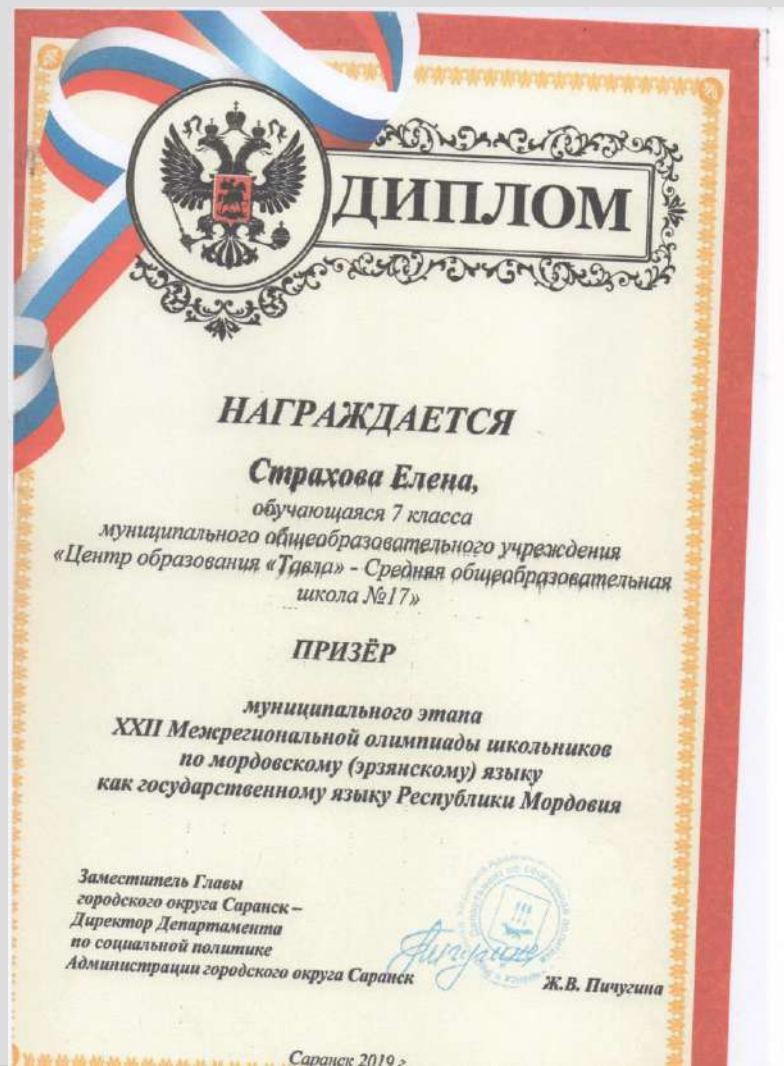 ДИПЛОМ
НАГРАЖДАЕТСЯ
Страхова Елена,
обучающаяся 7 класса
муниципального общеобразовательного учреждения
«Центр образования «Тавла» - Средняя общеобразовательная
школа №17»
ПРИЗЁР
муниципального этапа
XXII Межрегиональной олимпиады школьников
по мордовскому (эрзянскому) языку
как государственному языку Республики Мордовия
Заместитель Главы
городского округа Саранск –
Директор Департамента
по социальной политике
Администрации городского округа Саранск
Ж.В. Пичугина
Саранск 2019 г.